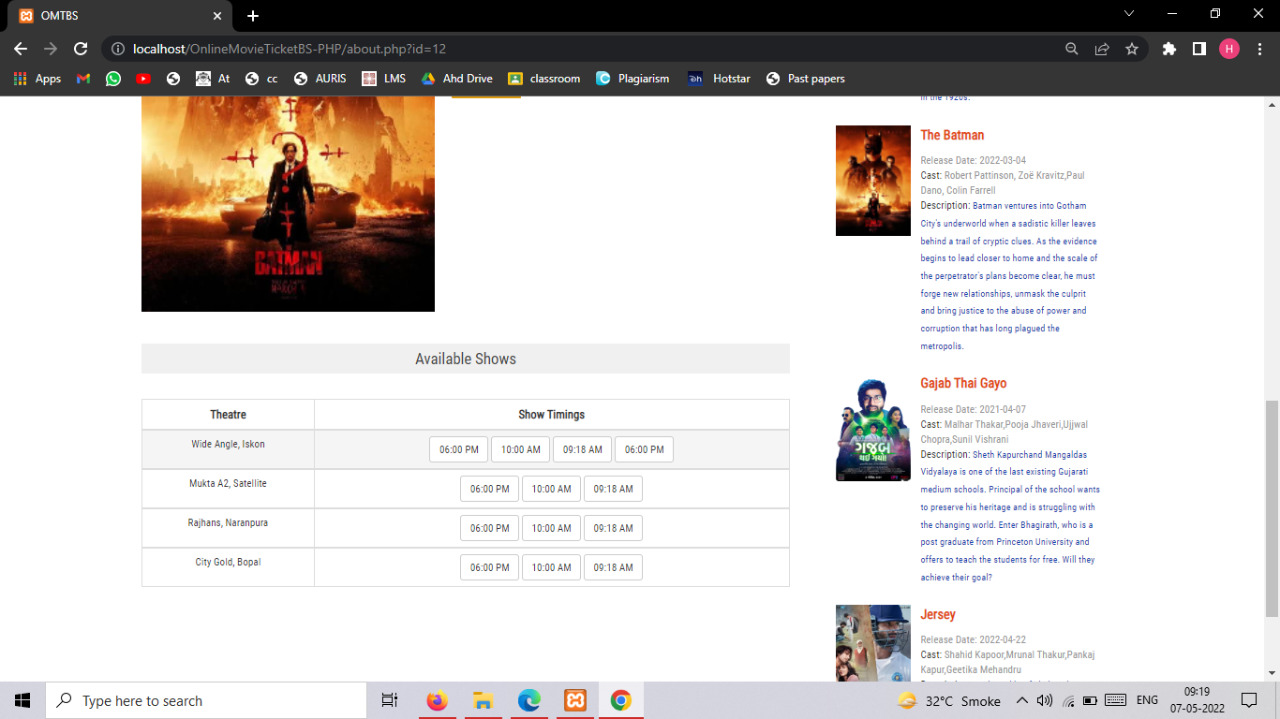 OMTBS
localhost/OnlineMovieTicketBS-PHP/about.php?id=12
H
Apps At cc AURIS LMS Ahd Drive classroom Plagiarism Hotstar Past papers
BATMAN
Available Shows
Theatre Show Timings
Wide Angle, Iskon 06:00 PM 10:00 AM 09:18 AM 06:00 PM
Mukta A2, Satellite 06:00 PM 10:00 AM 09:18 AM
Rajhans, Naranpura 06:00 PM 10:00 AM 09:18 AM
City Gold, Bopal 06:00 PM 10:00 AM 09:18 AM
in the 1920s.
The Batman
Release Date: 2022-03-04
Cast: Robert Pattinson, Zoë Kravitz,Paul
Dano, Colin Farrell
Description: Batman ventures into Gotham
City's underworld when a sadistic killer leaves
behind a trail of cryptic clues. As the evidence
begins to lead closer to home and the scale of
the perpetrator's plans become clear, he must
forge new relationships, unmask the culprit
and bring justice to the abuse of power and
corruption that has long plagued the
metropolis.
ગજબ
થઈ ગયો!
Gajab Thai Gayo
Release Date: 2021-04-07
Cast: Malhar Thakar,Pooja Jhaveri,Ujjwal
Chopra,Sunil Vishrani
Description: Sheth Kapurchand Mangaldas
Vidyalaya is one of the last existing Gujarati
medium schools. Principal of the school wants
to preserve his heritage and is struggling with
the changing world. Enter Bhagirath, who is a
post graduate from Princeton University and
offers to teach the students for free. Will they
achieve their goal?
Jersey
Release Date: 2022-04-22
Cast: Shahid Kapoor,Mrunal Thakur,Pankaj
Kapur,Geetika Mehandru
Type here to search
32°C Smoke
ENG
09:19
07-05-2022